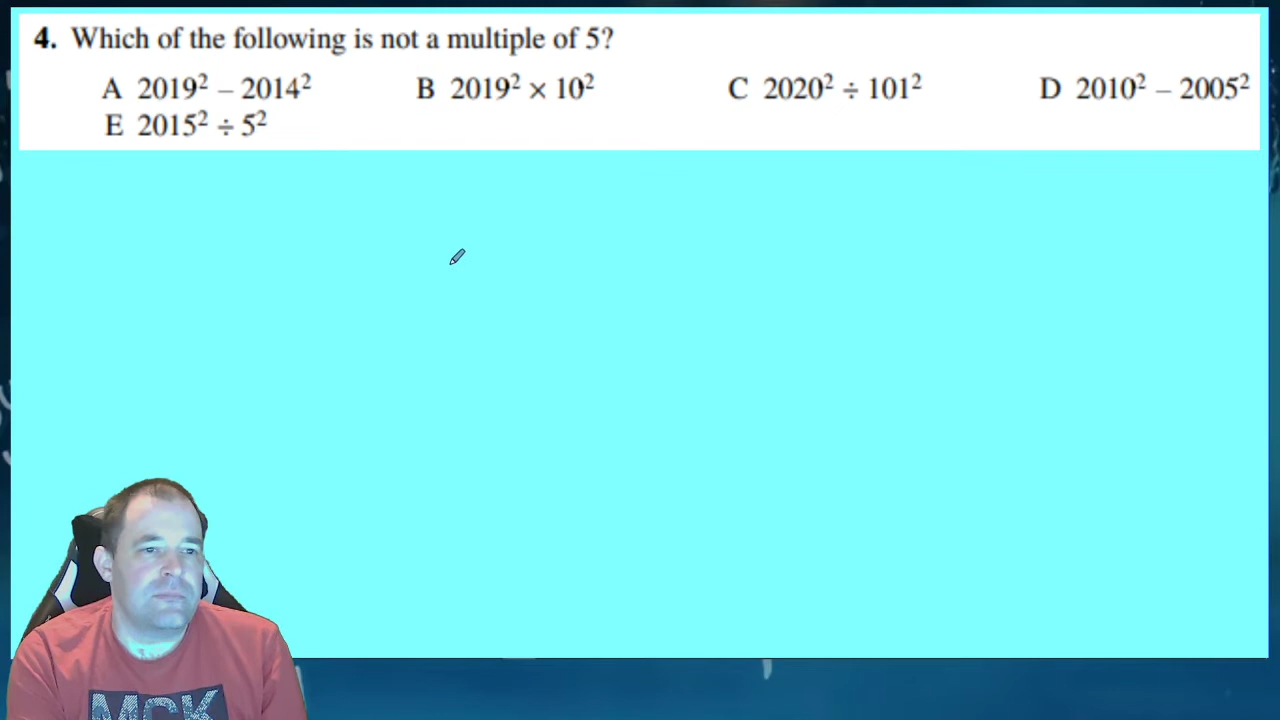 4. Which of the following is not a multiple of 5?
A 2019² – 2014² B 2019² × 10² C 2020² ÷ 101² D 2010² – 2005²
E 2015² ÷ 5²
MCK